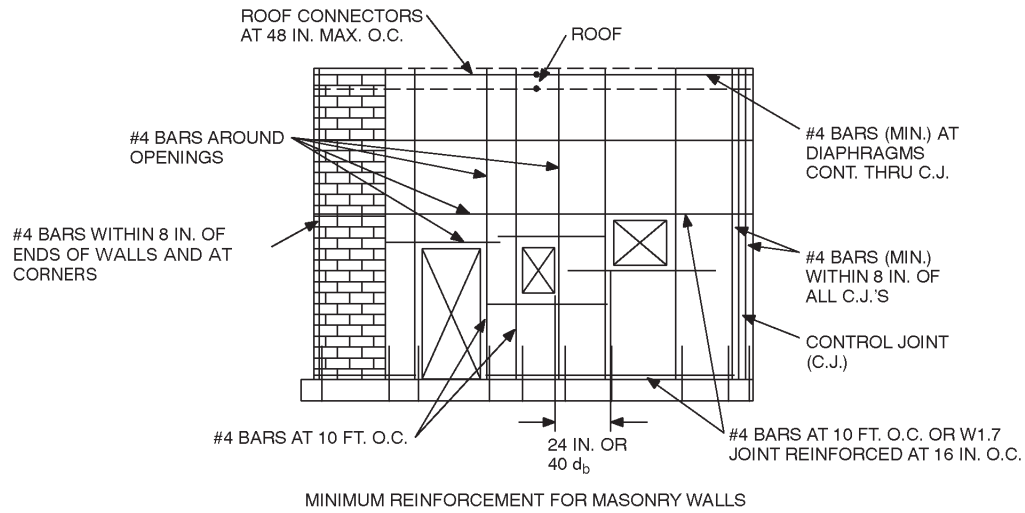 ROOF CONNECTORS
AT 48 IN. MAX. O.C.
ROOF
#4 BARS AROUND
OPENINGS
#4 BARS (MIN.) AT
DIAPHRAGMS
CONT. THRU C.J.
#4 BARS WITHIN 8 IN. OF
ENDS OF WALLS AND AT
CORNERS
#4 BARS (MIN.)
WITHIN 8 IN. OF
ALL C.J.'S
CONTROL JOINT
(C.J.)
#4 BARS AT 10 FT. O.C.
24 IN. OR
40 db
#4 BARS AT 10 FT. O.C. OR W1.7
JOINT REINFORCED AT 16 IN. O.C.
MINIMUM REINFORCEMENT FOR MASONRY WALLS